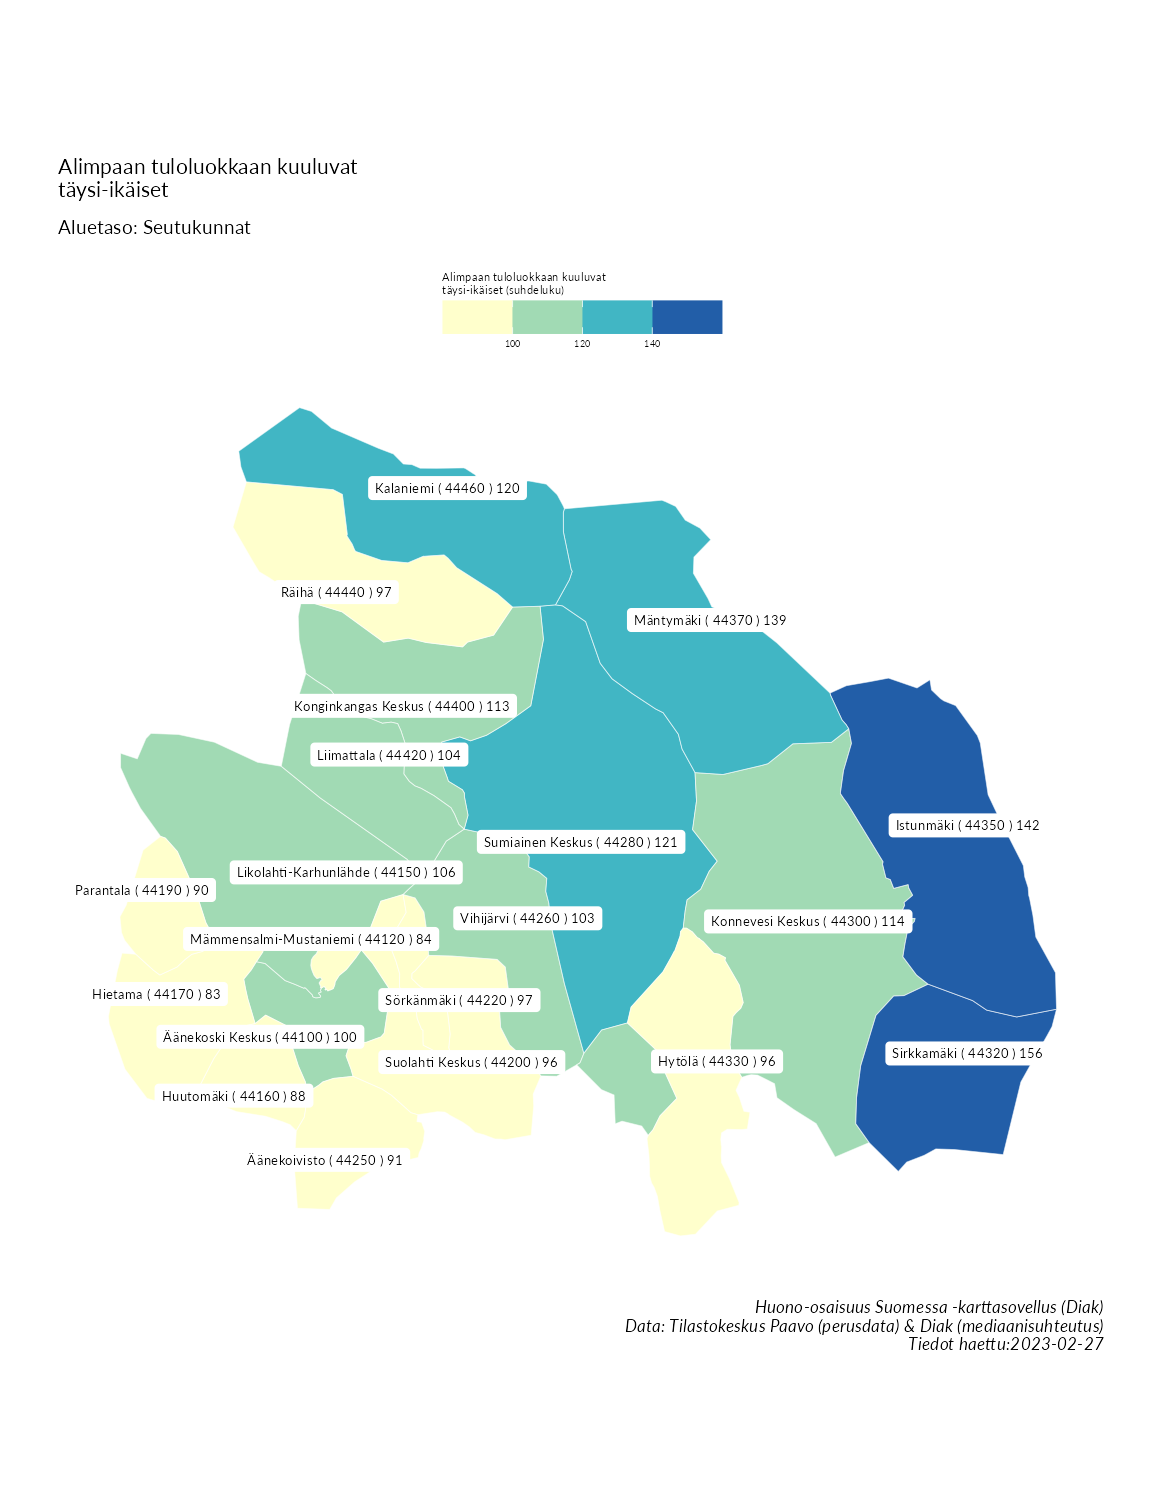 Alimpaan tuloluokkaan kuuluvat
täysi-ikäiset
Aluetaso: Seutukunnat
Alimpaan tuloluokkaan kuuluvat
täysi-ikäiset (suhdeluku)
100 120 140
Kalaniemi ( 44460 ) 120
Räihä ( 44440 ) 97
Mäntymäki ( 44370 ) 139
Konginkangas Keskus ( 44400 ) 113
Liimattala ( 44420 ) 104
Istunmäki ( 44350 ) 142
Sumiainen Keskus ( 44280 ) 121
Likolahti-Karhunlähde ( 44150 ) 106
Parantala ( 44190 ) 90
Vihijärvi ( 44260 ) 103
Konnevesi Keskus ( 44300 ) 114
Mämmensalmi-Mustaniemi ( 44120 ) 84
Hietama ( 44170 ) 83
Sörkänmäki ( 44220 ) 97
Äänekoski Keskus ( 44100 ) 100
Sirkkamäki ( 44320 ) 156
Suolahti Keskus ( 44200 ) 96
Hytölä ( 44330 ) 96
Huutomäki ( 44160 ) 88
Äänekoivisto ( 44250 ) 91
Huono-osaisuus Suomessa -karttasovellus (Diak)
Data: Tilastokeskus Paavo (perusdata) & Diak (mediaanisuhteutus)
Tiedot haettu:2023-02-27